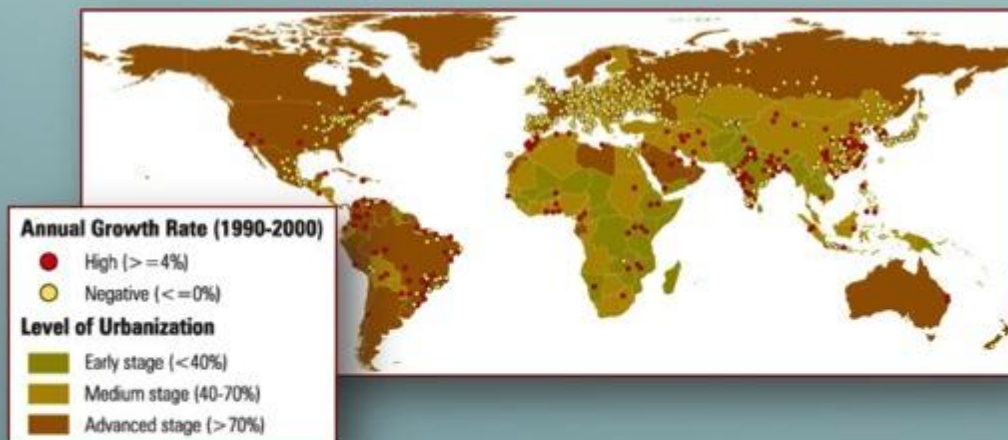 Annual Growth Rate (1990-2000)
High (>=4%)
Negative (<=0%)
Level of Urbanization
Early stage (<40%)
Medium stage (40-70%)
Advanced stage (>70%)